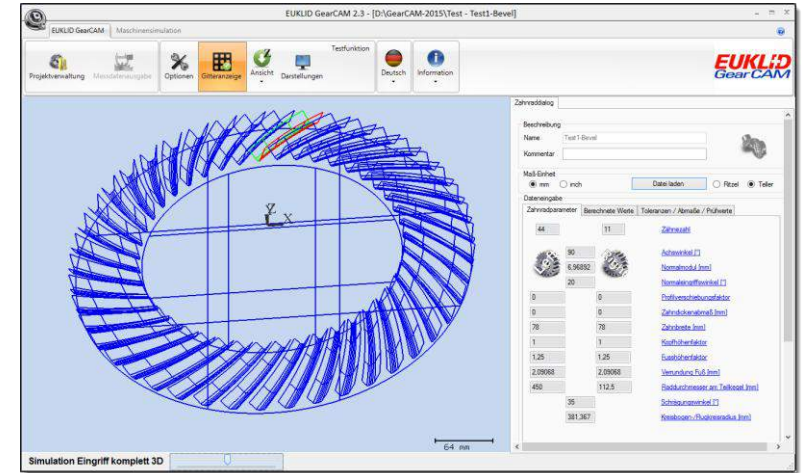 EUKLID GearCAM 2.3 - [D:\GearCAM-2015\Test - Test1-Bevel]
EUKLID GearCAM Maschinensimulation
Testfunktion
Projektverwaltung Messdatenausgabe Optionen Gitteranzeige Ansicht Darstellungen Deutsch Information
EUKLID
GearCAM
Zahnraddialog
Beschreibung
Name Test1-Bevel
Kommentar
Maß-Einheit
mm inch Datei laden Ritzel Teller
Dateneingabe
Zahnradparameter Berechnete Werte Toleranzen / Abmaße / Prüfwerte
44 11 Zähnezahl
90 Achswinkel [°]
6,96892 Normalmodul [mm]
20 Normaleingriffswinkel [°]
0 0 Profilverschiebungsfaktor
0 0 Zahndickenabmaß [mm]
78 78 Zahnbreite [mm]
1 1 Kopfhöhenfaktor
1,25 1,25 Fusshöhenfaktor
2,09068 2,09068 Verrundung Fuß [mm]
450 112,5 Raddurchmesser am Teilkegel [mm]
35 Schrägungswinkel [°]
381,367 Kreisbogen-/Flugkreisradius [mm]
Y
Z X
64 mm
Simulation Eingriff komplett 3D